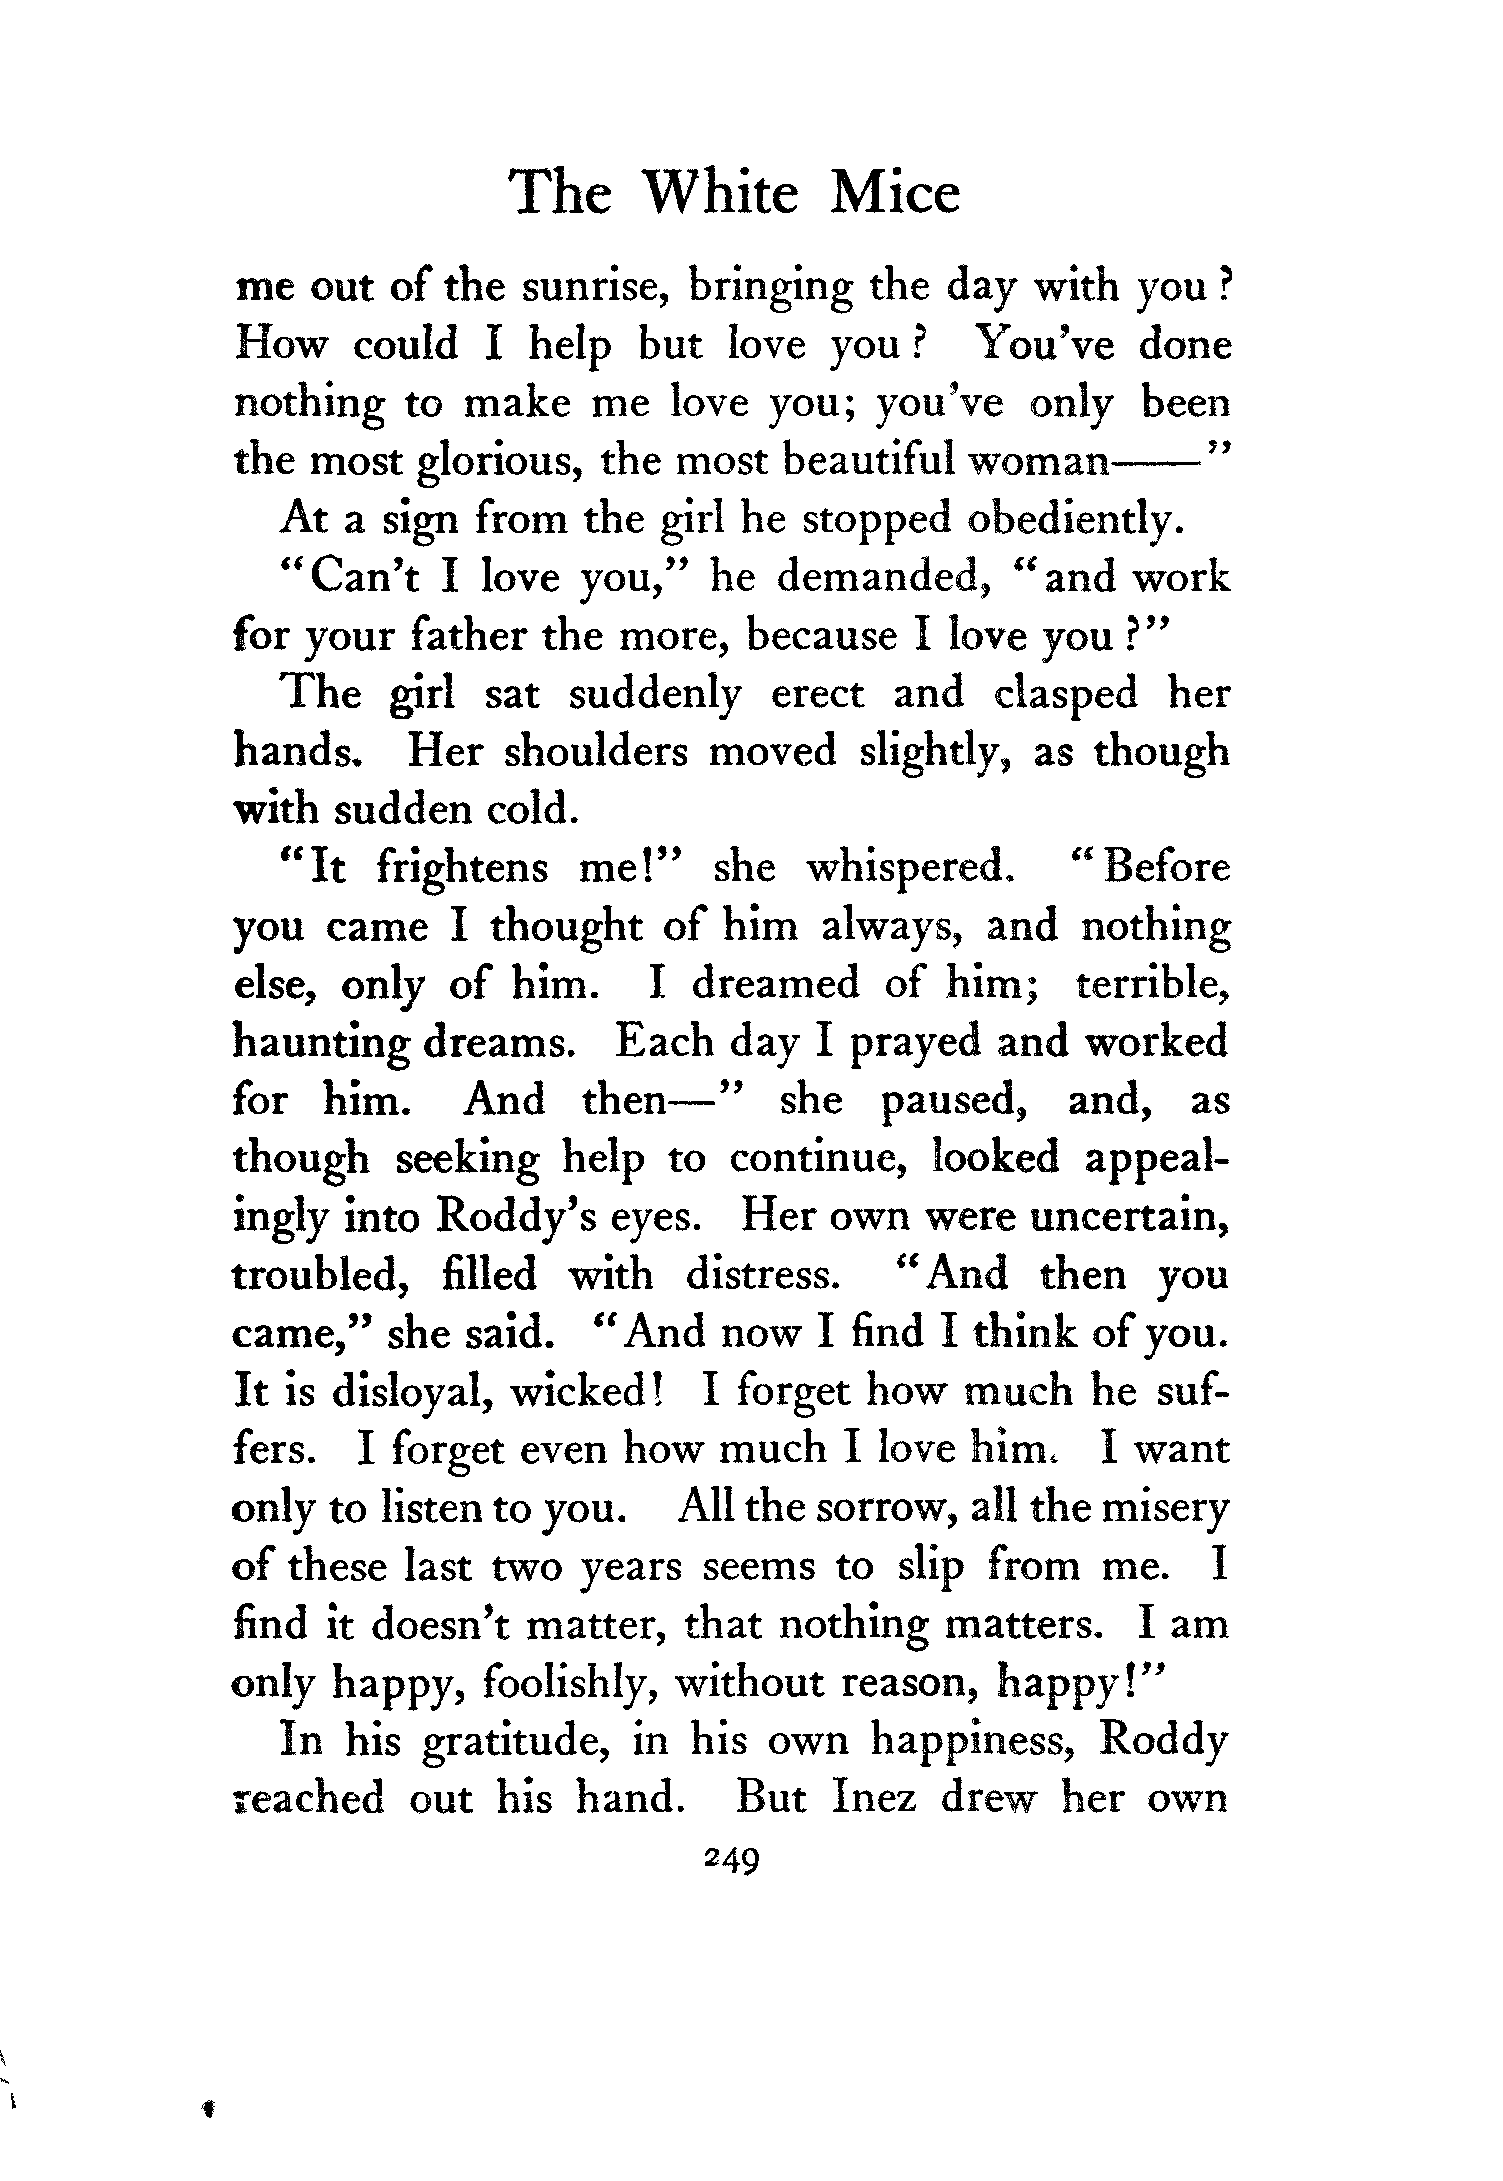 The White Mice
me out of the sunrise, bringing the day with you?
How could I help but love you? You've done
nothing to make me love you; you've only been
the most glorious, the most beautiful woman——"
At a sign from the girl he stopped obediently.
"Can't I love you," he demanded, "and work
for your father the more, because I love you?"
The girl sat suddenly erect and clasped her
hands. Her shoulders moved slightly, as though
with sudden cold.
"It frightens me!" she whispered. "Before
you came I thought of him always, and nothing
else, only of him. I dreamed of him; terrible,
haunting dreams. Each day I prayed and worked
for him. And then—" she paused, and, as
though seeking help to continue, looked appeal-
ingly into Roddy's eyes. Her own were uncertain,
troubled, filled with distress. "And then you
came," she said. "And now I find I think of you.
It is disloyal, wicked! I forget how much he suf-
fers. I forget even how much I love him. I want
only to listen to you. All the sorrow, all the misery
of these last two years seems to slip from me. I
find it doesn't matter, that nothing matters. I am
only happy, foolishly, without reason, happy!"
In his gratitude, in his own happiness, Roddy
reached out his hand. But Inez drew her own
249